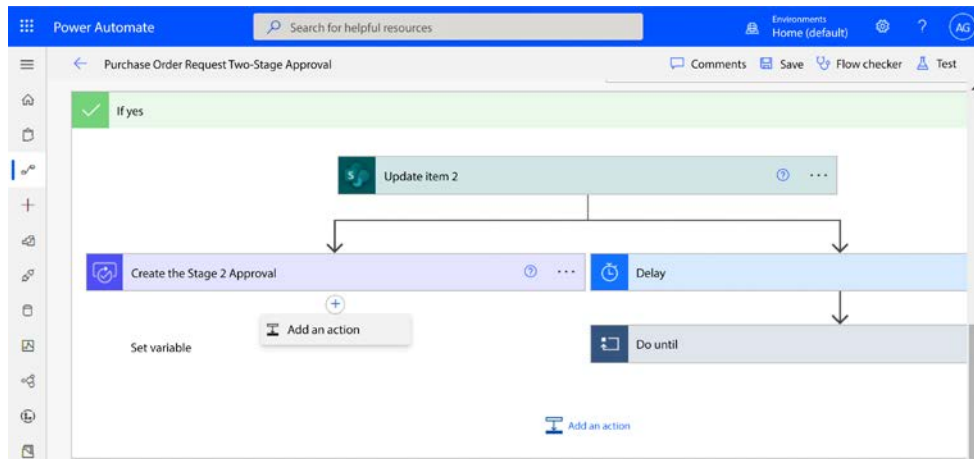 Power Automate
Search for helpful resources
Environments
Home (default)
?
AG
Purchase Order Request Two-Stage Approval
Comments
Save
Flow checker
Test
If yes
S
Update item 2
?
...
Create the Stage 2 Approval
?
...
Delay
Add an action
Set variable
Do until
Add an action